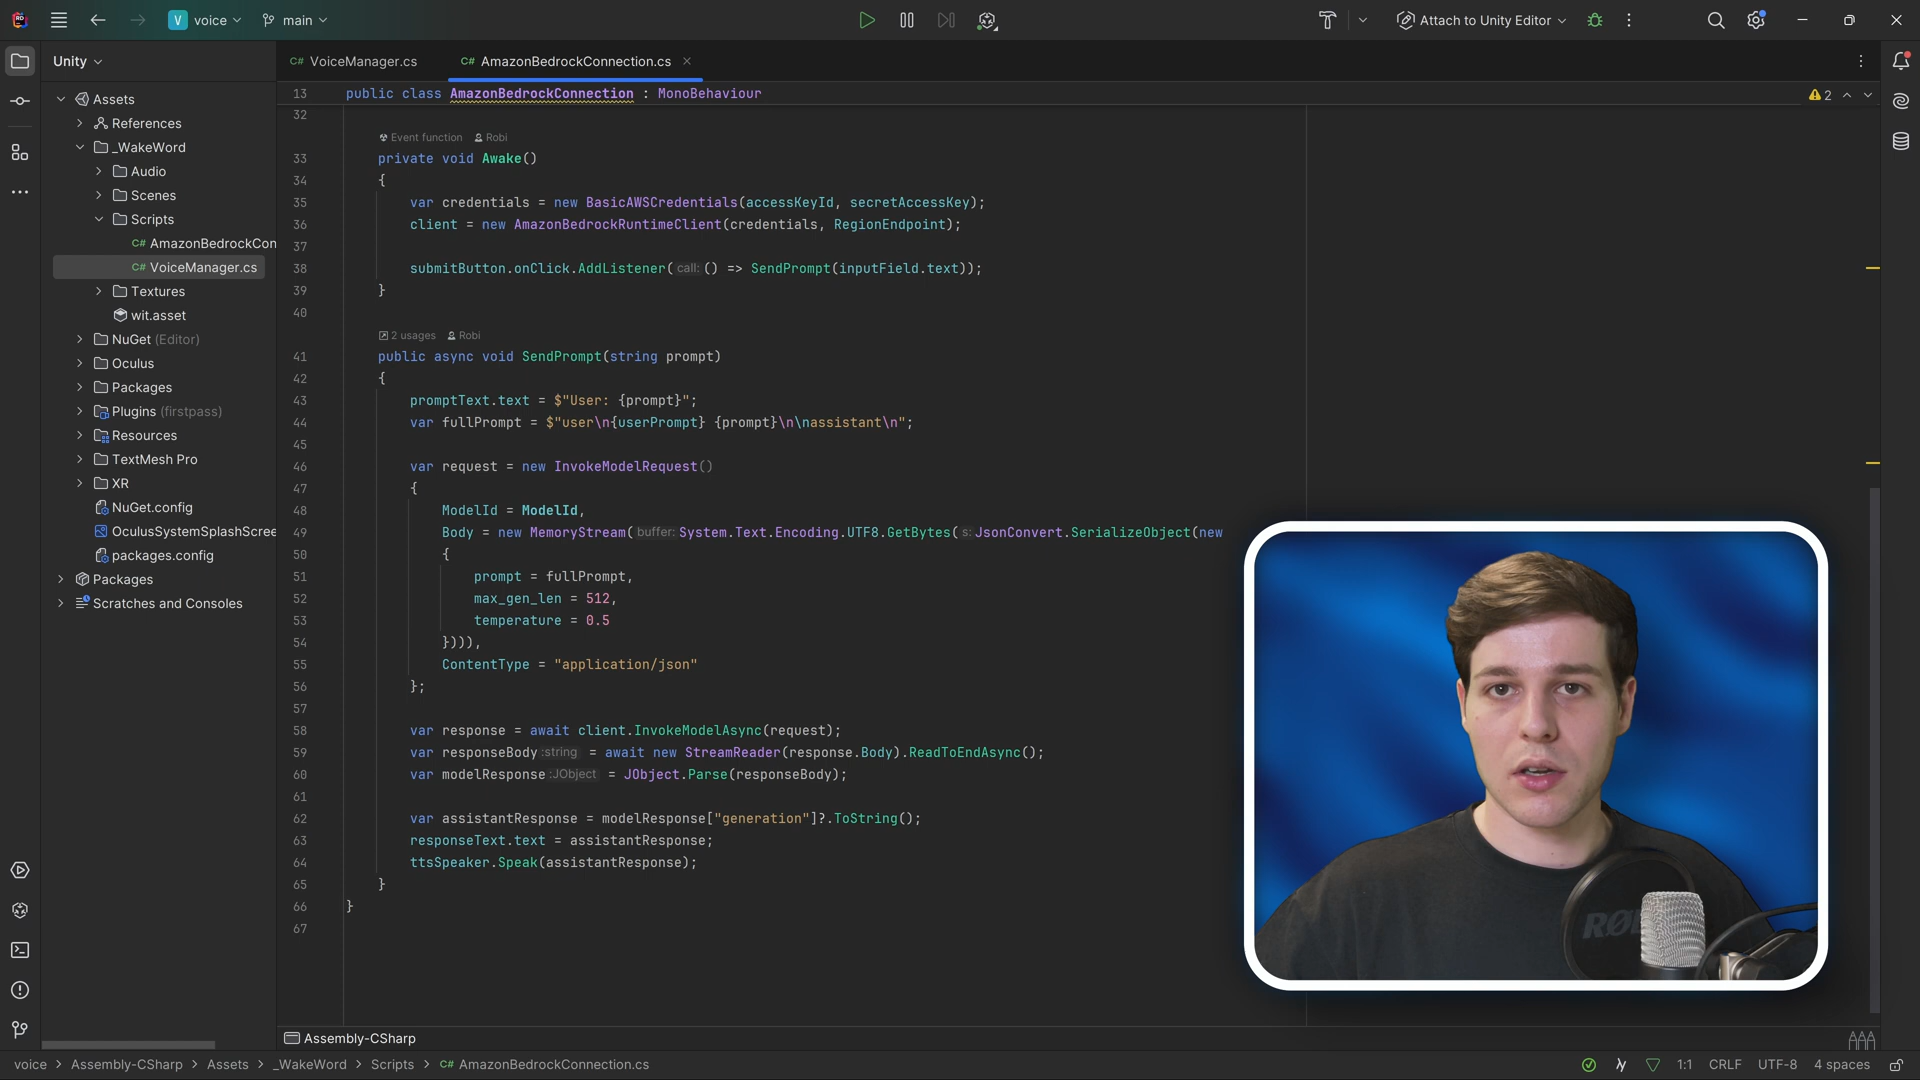 V voice main Attach to Unity Editor
Unity
C# VoiceManager.cs C# AmazonBedrockConnection.cs
Assets
References
_WakeWord
Audio
Scenes
Scripts
C# AmazonBedrockCon
C# VoiceManager.cs
Textures
wit.asset
NuGet (Editor)
Oculus
Packages
Plugins (firstpass)
Resources
TextMesh Pro
XR
NuGet.config
OculusSystemSplashScree
packages.config
Packages
Scratches and Consoles
13 public class AmazonBedrockConnection : MonoBehaviour
2
32
Event function Robi
33 private void Awake()
34 {
35 var credentials = new BasicAWSCredentials(accessKeyId, secretAccessKey);
36 client = new AmazonBedrockRuntimeClient(credentials, RegionEndpoint);
37
38 submitButton.onClick.AddListener( call: () => SendPrompt(inputField.text));
39 }
40
2 usages Robi
41 public async void SendPrompt(string prompt)
42 {
43 promptText.text = $"User: {prompt}";
44 var fullPrompt = $"user\n{userPrompt} {prompt}\n\nassistant\n";
45
46 var request = new InvokeModelRequest()
47 {
48 ModelId = ModelId,
49 Body = new MemoryStream( buffer: System.Text.Encoding.UTF8.GetBytes( s: JsonConvert.SerializeObject(new
50 {
51 prompt = fullPrompt,
52 max_gen_len = 512,
53 temperature = 0.5
54 }))),
55 ContentType = "application/json"
56 };
57
58 var response = await client.InvokeModelAsync(request);
59 var responseBody :string = await new StreamReader(response.Body).ReadToEndAsync();
60 var modelResponse :JObject = JObject.Parse(responseBody);
61
62 var assistantResponse = modelResponse["generation"]?.ToString();
63 responseText.text = assistantResponse;
64 ttsSpeaker.Speak(assistantResponse);
65 }
66 }
67
RØ
Assembly-CSharp
voice > Assembly-CSharp > Assets > _WakeWord > Scripts > C# AmazonBedrockConnection.cs
1:1 CRLF UTF-8 4 spaces